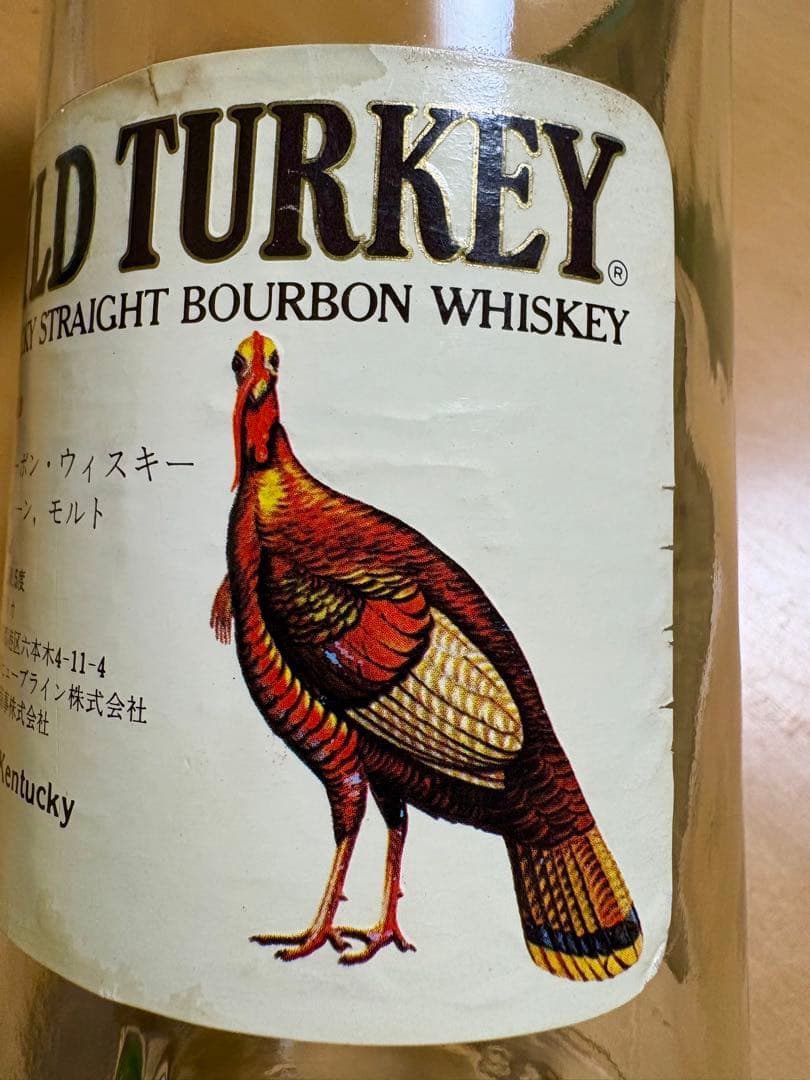 LD TURKEY®
KY STRAIGHT BOURBON WHISKEY
ーボン・ウィスキー
ーン, モルト
5度
港区六本木4-11-4
ューブライン株式会社
株式会社
Kentucky